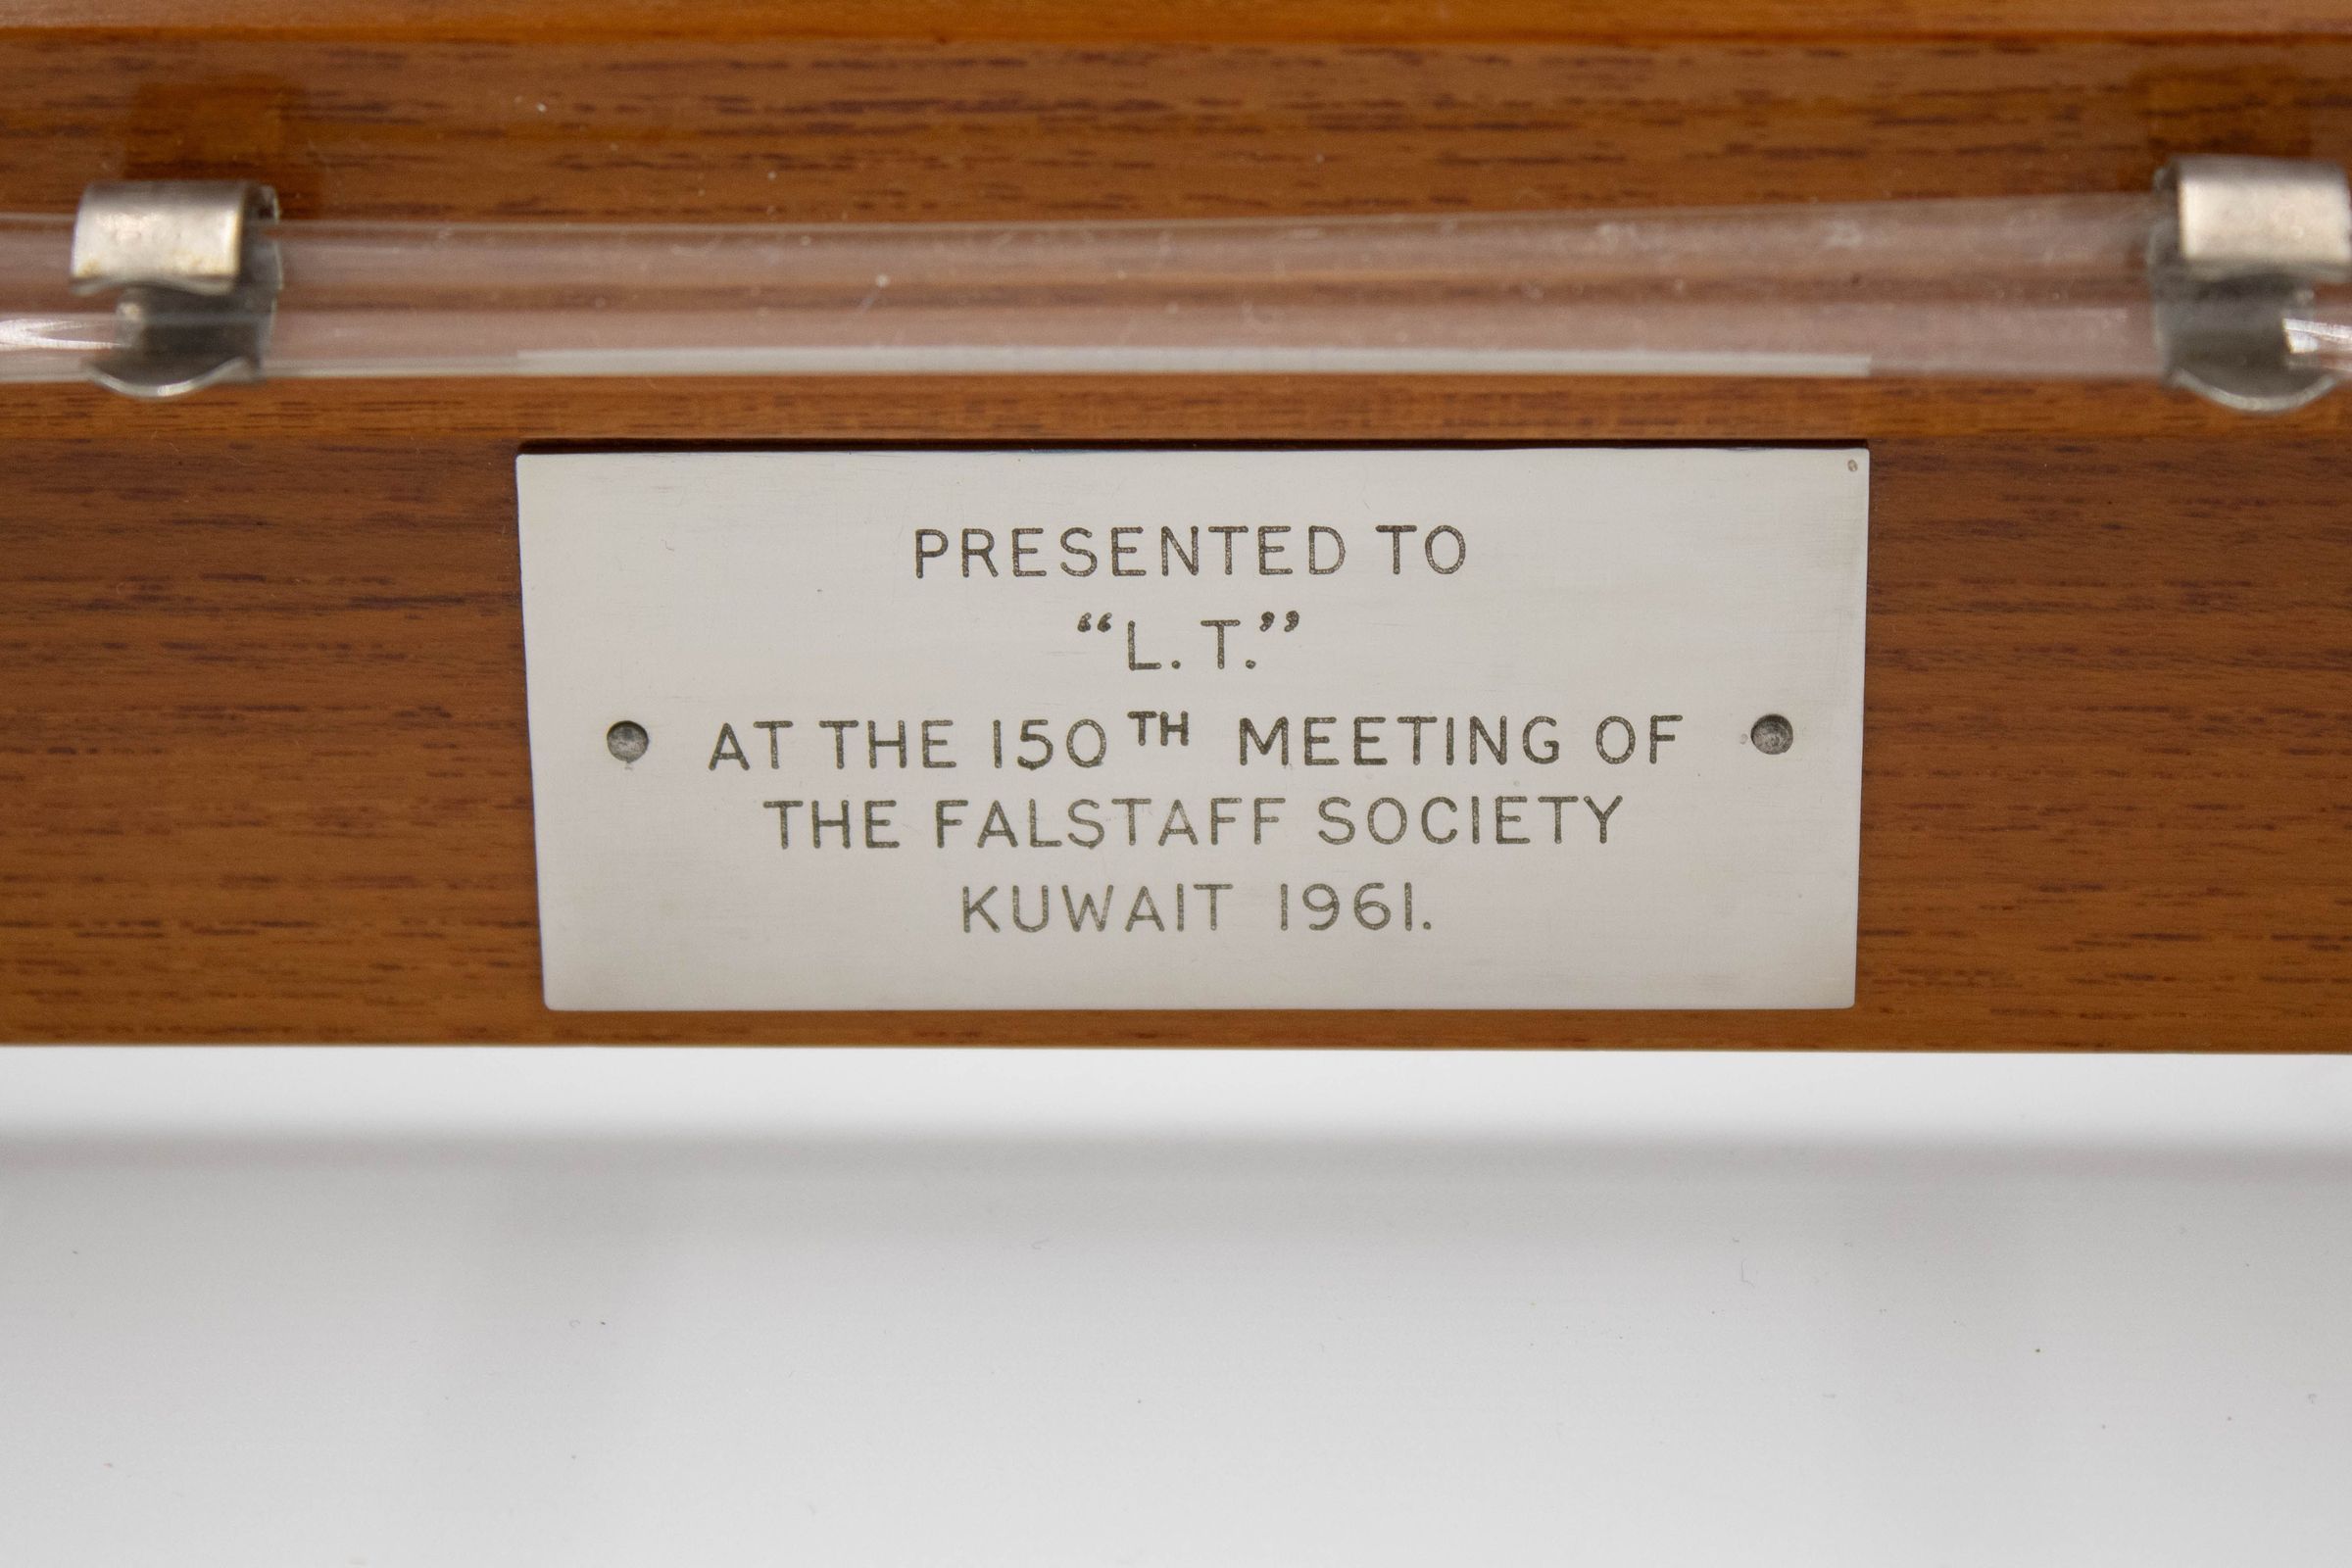 PRESENTED TO
“L. T.”
AT THE 150TH MEETING OF
THE FALSTAFF SOCIETY
KUWAIT 1961.